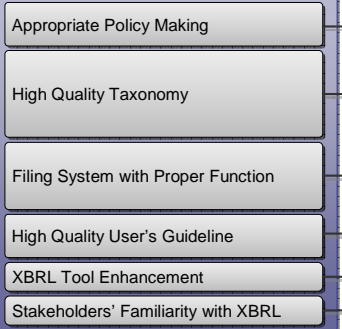 Appropriate Policy Making
High Quality Taxonomy
Filing System with Proper Function
High Quality User's Guideline
XBRL Tool Enhancement
Stakeholders' Familiarity with XBRL